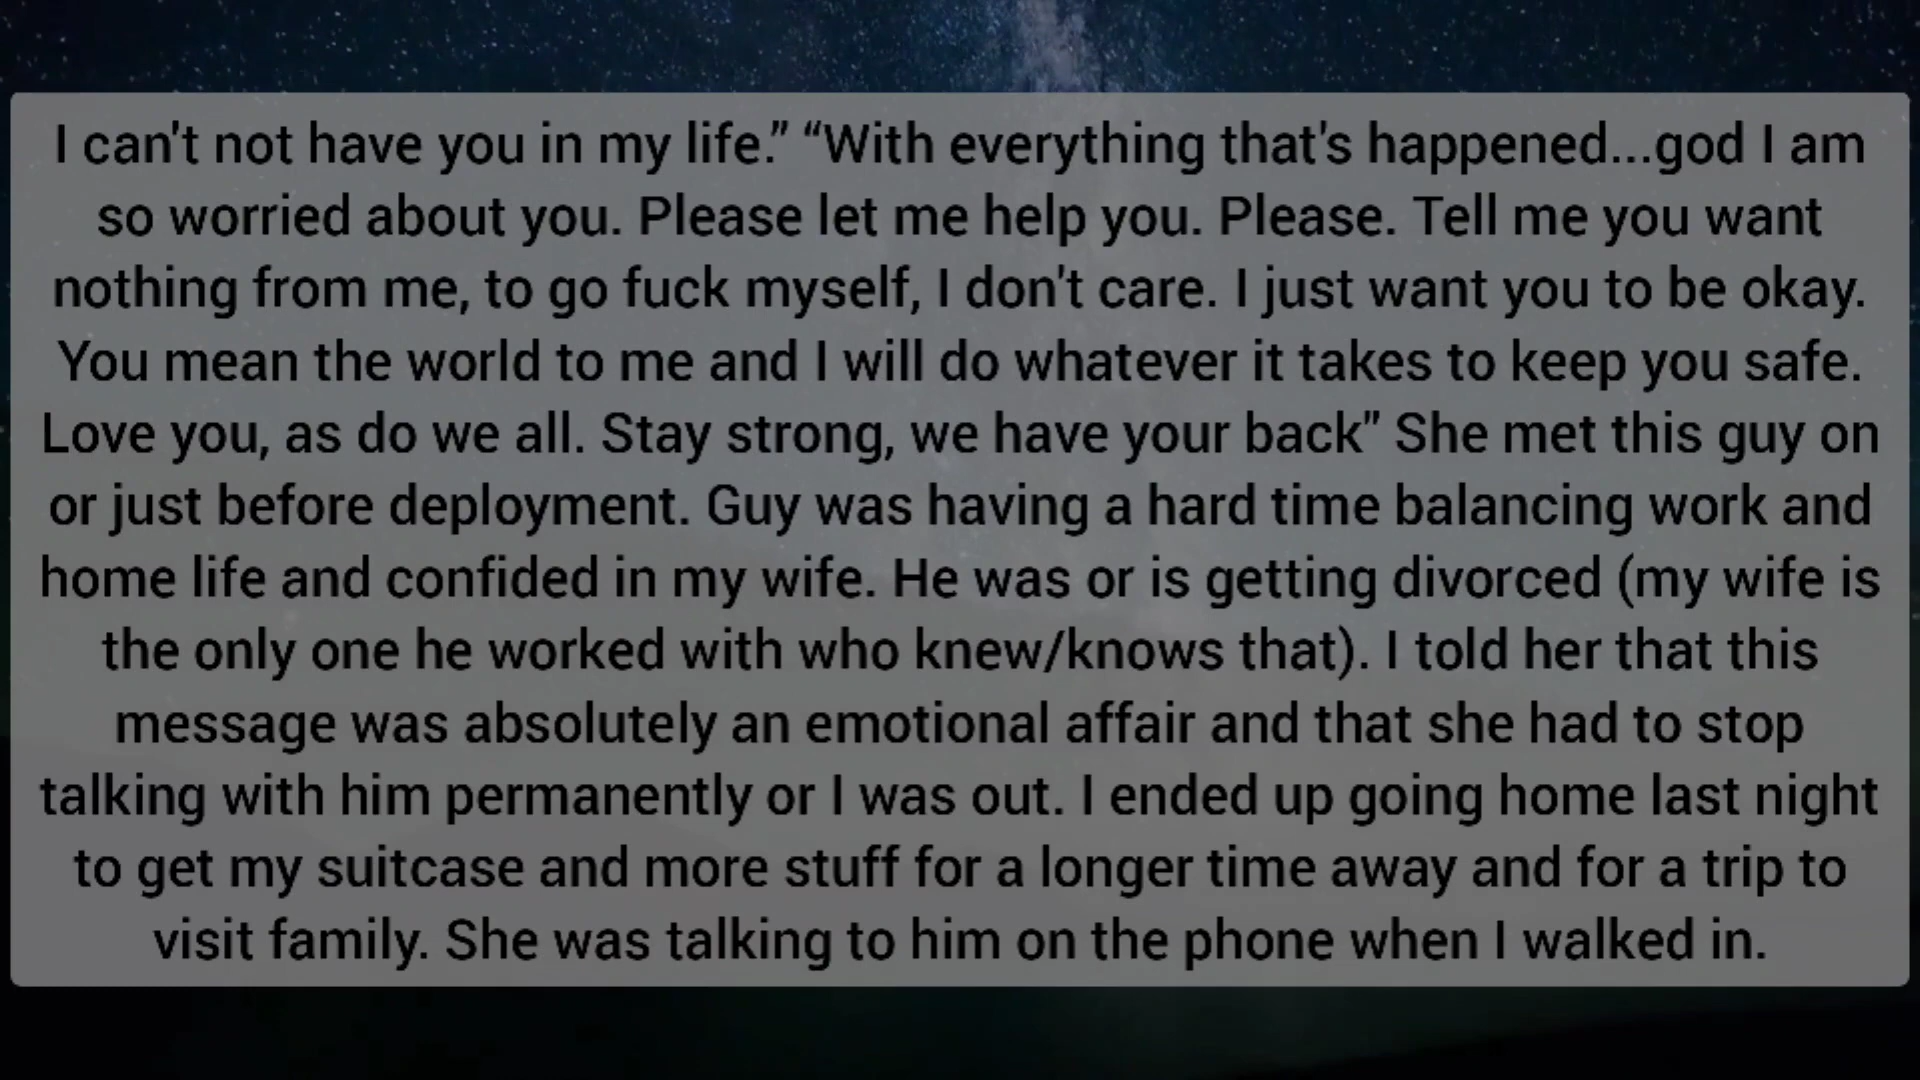 I can't not have you in my life.” “With everything that's happened...god I am
so worried about you. Please let me help you. Please. Tell me you want
nothing from me, to go fuck myself, I don't care. I just want you to be okay.
You mean the world to me and I will do whatever it takes to keep you safe.
Love you, as do we all. Stay strong, we have your back” She met this guy on
or just before deployment. Guy was having a hard time balancing work and
home life and confided in my wife. He was or is getting divorced (my wife is
the only one he worked with who knew/knows that). I told her that this
message was absolutely an emotional affair and that she had to stop
talking with him permanently or I was out. I ended up going home last night
to get my suitcase and more stuff for a longer time away and for a trip to
visit family. She was talking to him on the phone when I walked in.